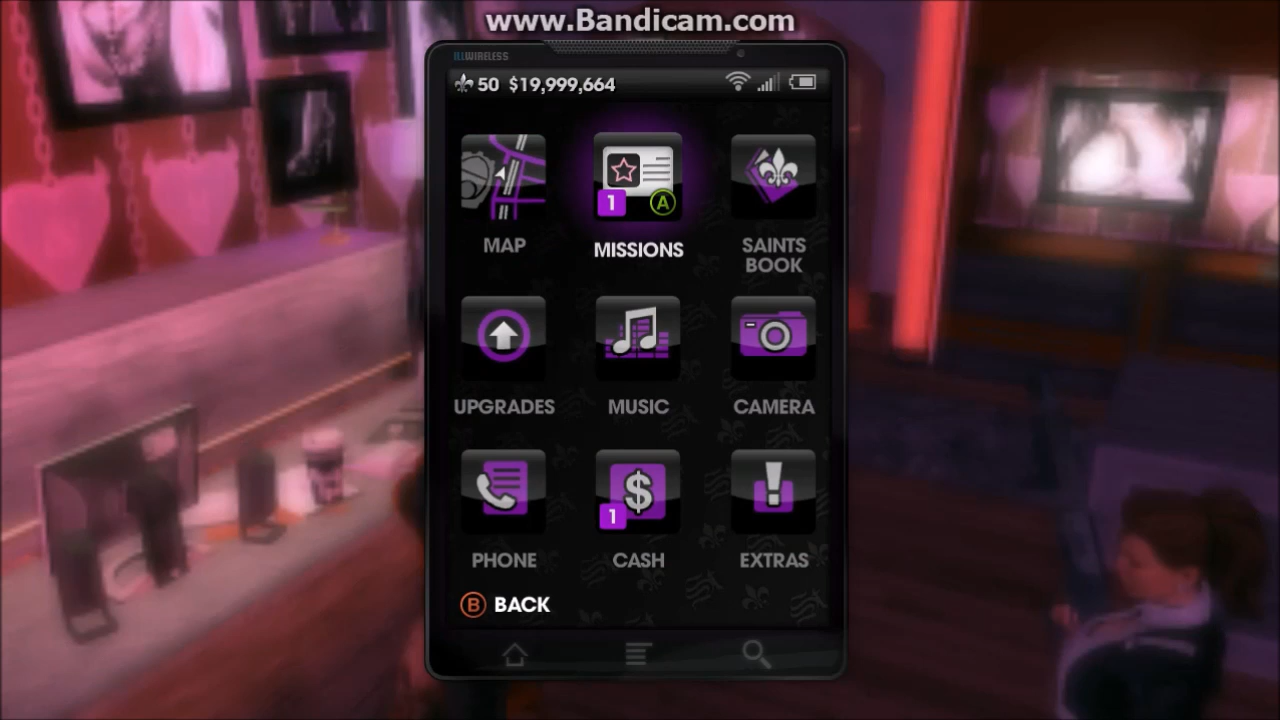 www.Bandicam.com
ILLWIRELESS
50 $19,999,664
1 A
MAP MISSIONS SAINTS BOOK
UPGRADES MUSIC CAMERA
1
PHONE CASH EXTRAS
B BACK